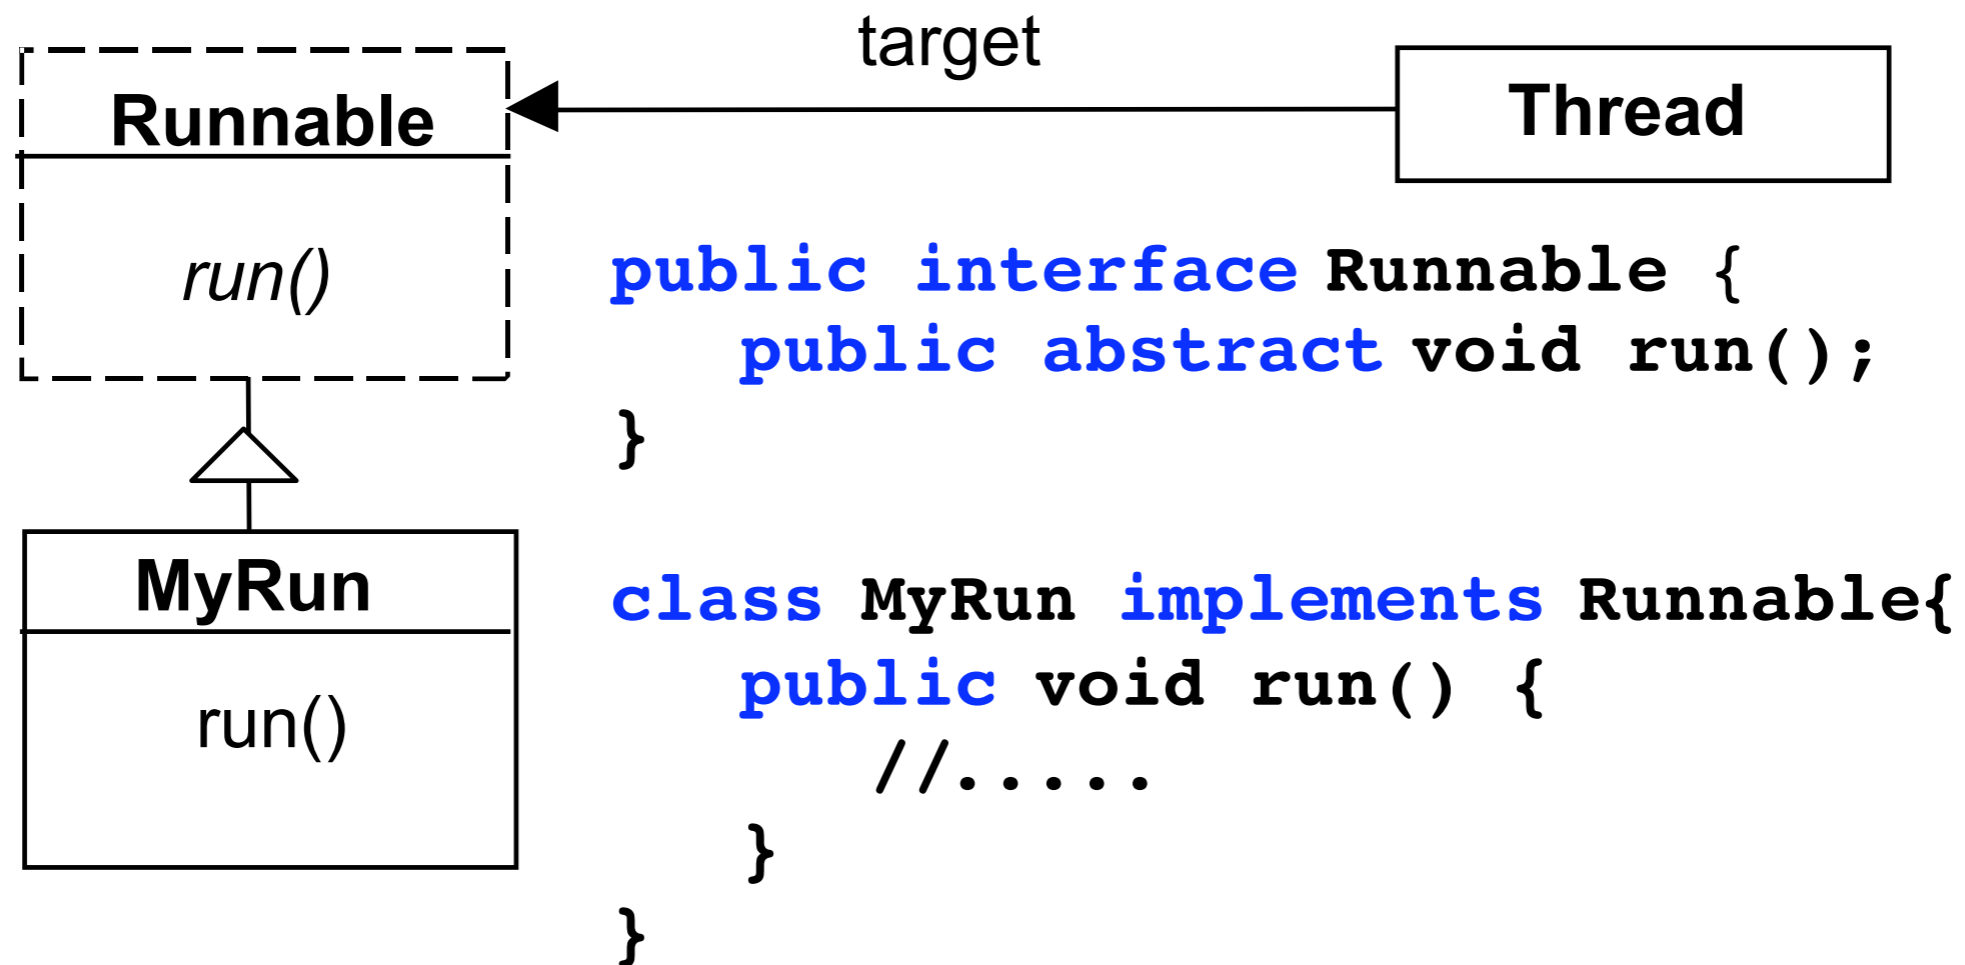 target
Runnable
Thread
run()
public interface Runnable {
public abstract void run();
}
MyRun
run()
class MyRun implements Runnable{
public void run() {
//.....
}
}